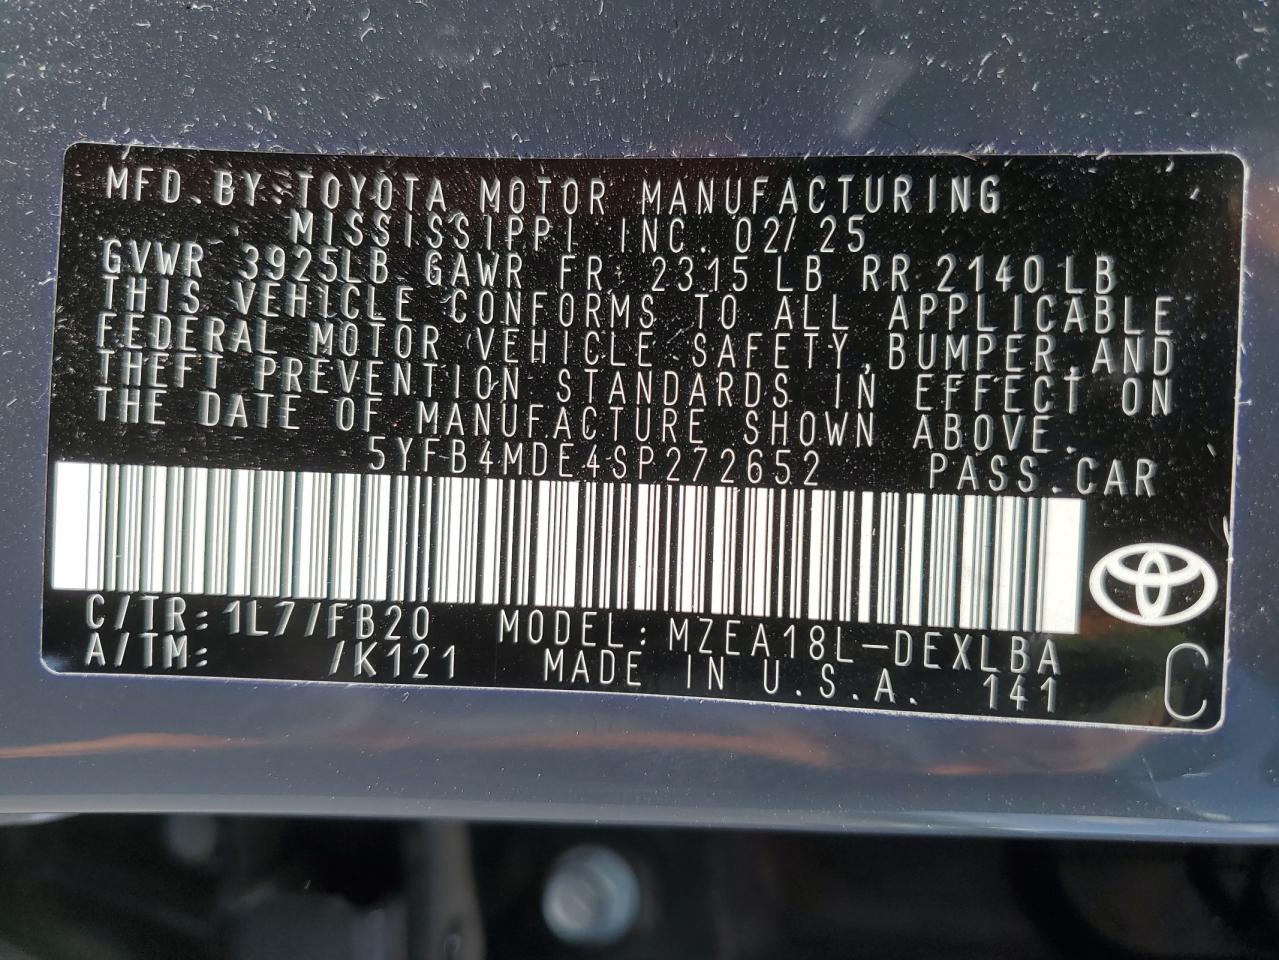 MFD.BY:TOYOTA MOTOR MANUFACTURING
MISSISSIPPI INC. 02/25
GVWR 3925LB GAWR FR. 2315 LB RR 2140 LB
THIS VEHICLE CONFORMS TO ALL APPLICABLE
FEDERAL MOTOR VEHICLE SAFETY,BUMPER,AND
THEFT PREVENTION STANDARDS IN EFFECT ON
THE DATE OF MANUFACTURE SHOWN ABOVE.
5YFB4MDE4SP272652 PASS.CAR
C/TR:1L7/FB20 MODEL:MZEA18L-DEXLBA
A/TM: /K121 MADE IN U.S.A. 141 C